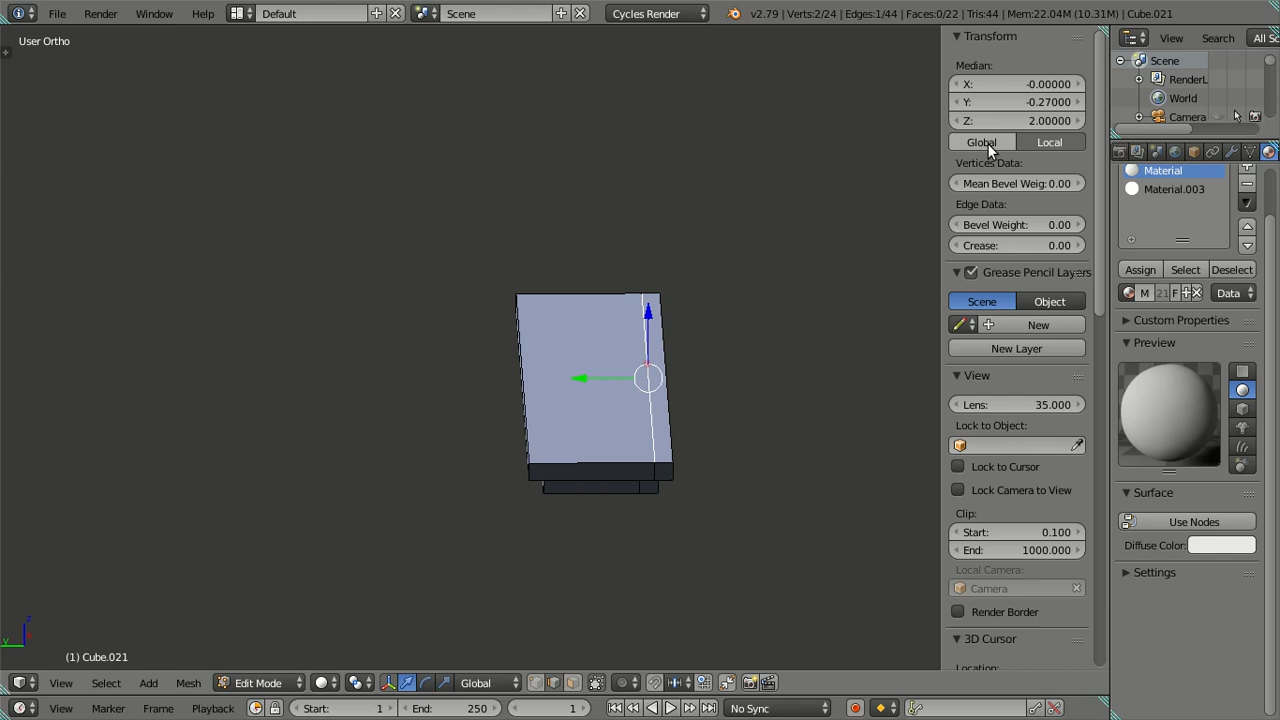 File Render Window Help Default Scene Cycles Render v2.79 | Verts:2/24 | Edges:1/44 | Faces:0/22 | Tris:44 | Mem:22.04M (10.31M) | Cube.021
User Ortho
Transform
Median:
X: -0.00000
Y: -0.27000
Z: 2.00000
Global Local
Vertices Data:
Mean Bevel Weig: 0.00
Edge Data:
Bevel Weight: 0.00
Crease: 0.00
Grease Pencil Layers
Scene Object
New
New Layer
View
Lens: 35.000
Lock to Object:
Lock to Cursor
Lock Camera to View
Clip:
Start: 0.100
End: 1000.000
Local Camera:
Camera
Render Border
3D Cursor
Location:
View Search All Sc
Scene
RenderL
World
Camera
Material
Material.003
Assign Select Deselect
M 21 F Data
Custom Properties
Preview
Surface
Use Nodes
Diffuse Color:
Settings
z
y
(1) Cube.021
View Select Add Mesh Edit Mode Global
View Marker Frame Playback Start: 1 End: 250 1 No Sync